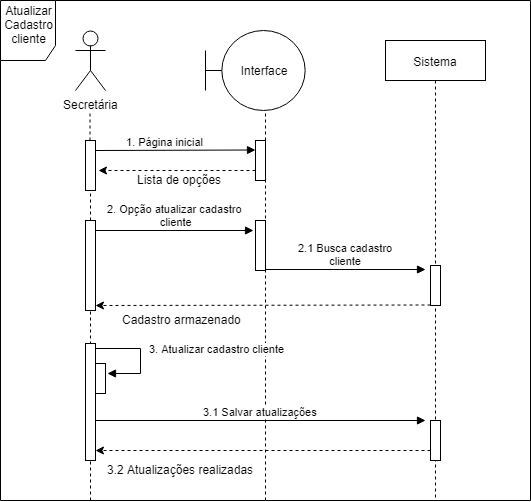 Atualizar
Cadastro
cliente
Secretária
Interface
Sistema
1. Página inicial
Lista de opções
2. Opção atualizar cadastro
cliente
2.1 Busca cadastro
cliente
Cadastro armazenado
3. Atualizar cadastro cliente
3.1 Salvar atualizações
3.2 Atualizações realizadas